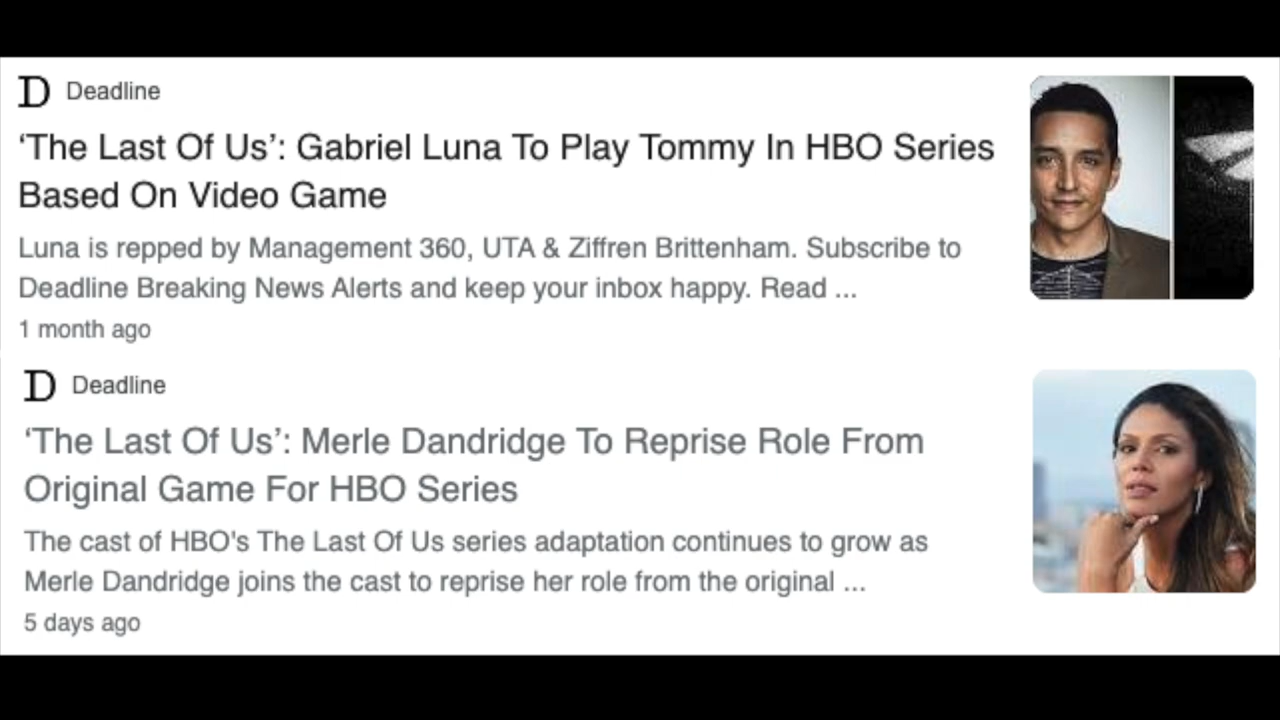 D Deadline
‘The Last Of Us’: Gabriel Luna To Play Tommy In HBO Series
Based On Video Game
Luna is repped by Management 360, UTA & Ziffren Brittenham. Subscribe to
Deadline Breaking News Alerts and keep your inbox happy. Read ...
1 month ago
D Deadline
‘The Last Of Us’: Merle Dandridge To Reprise Role From
Original Game For HBO Series
The cast of HBO's The Last Of Us series adaptation continues to grow as
Merle Dandridge joins the cast to reprise her role from the original ...
5 days ago